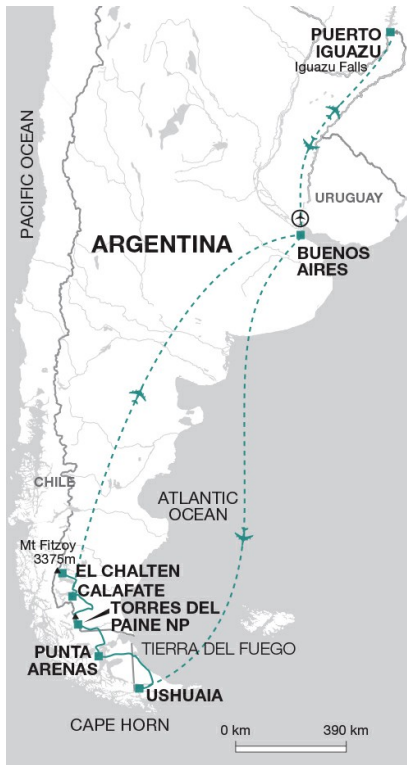 PUERTO
IGUAZU
Iguazu Falls
PACIFIC OCEAN
URUGUAY
ARGENTINA
BUENOS
AIRES
CHILE
ATLANTIC
OCEAN
Mt Fitzoy
3375m
EL CHALTEN
CALAFATE
TORRES DEL
PAINE NP
PUNTA
ARENAS
TIERRA DEL FUEGO
USHUAIA
CAPE HORN
0 km
390 km